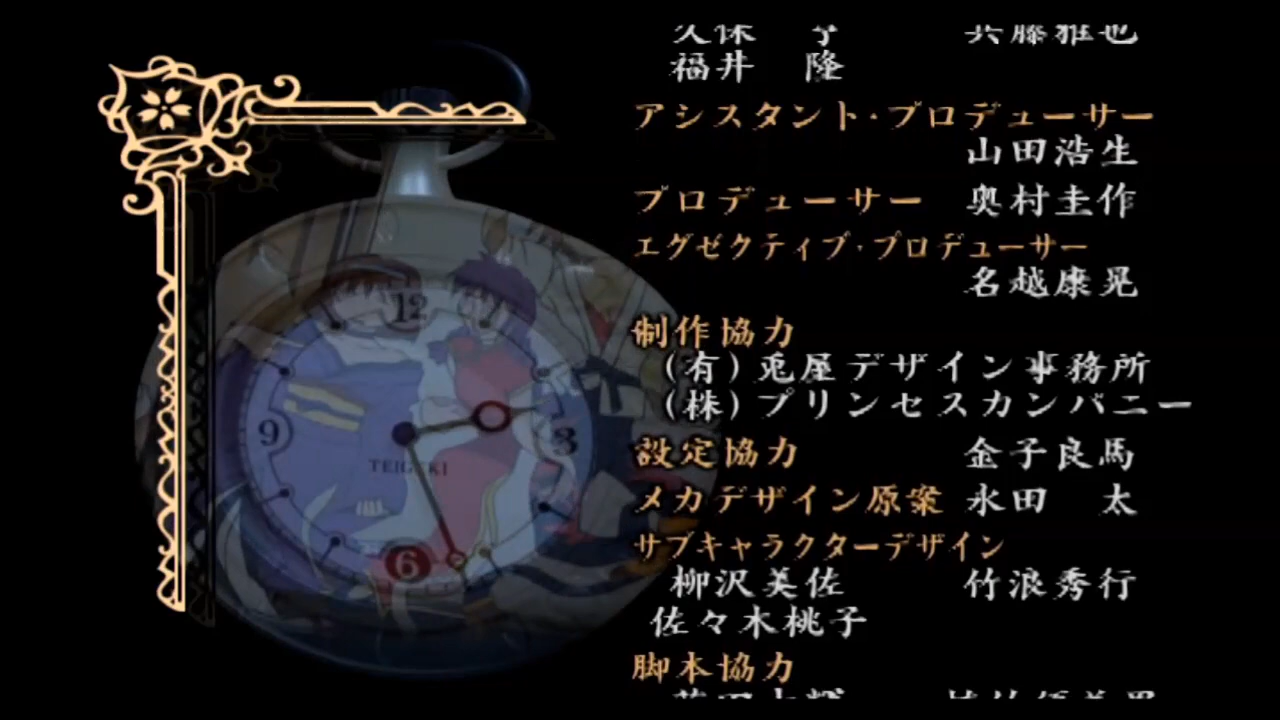 福井 隆
アシスタント・プロデューサー
山田浩生
プロデューサー 奥村圭作
エグゼクティブ・プロデューサー
名越康晃
制作協力
(有)兎屋デザイン事務所
(株)プリンセスカンパニー
設定協力 金子良馬
メカデザイン原案 永田 太
サブキャラクターデザイン
柳沢美佐 竹浪秀行
佐々木桃子
脚本協力
12
9
3
TEIGEKI
6